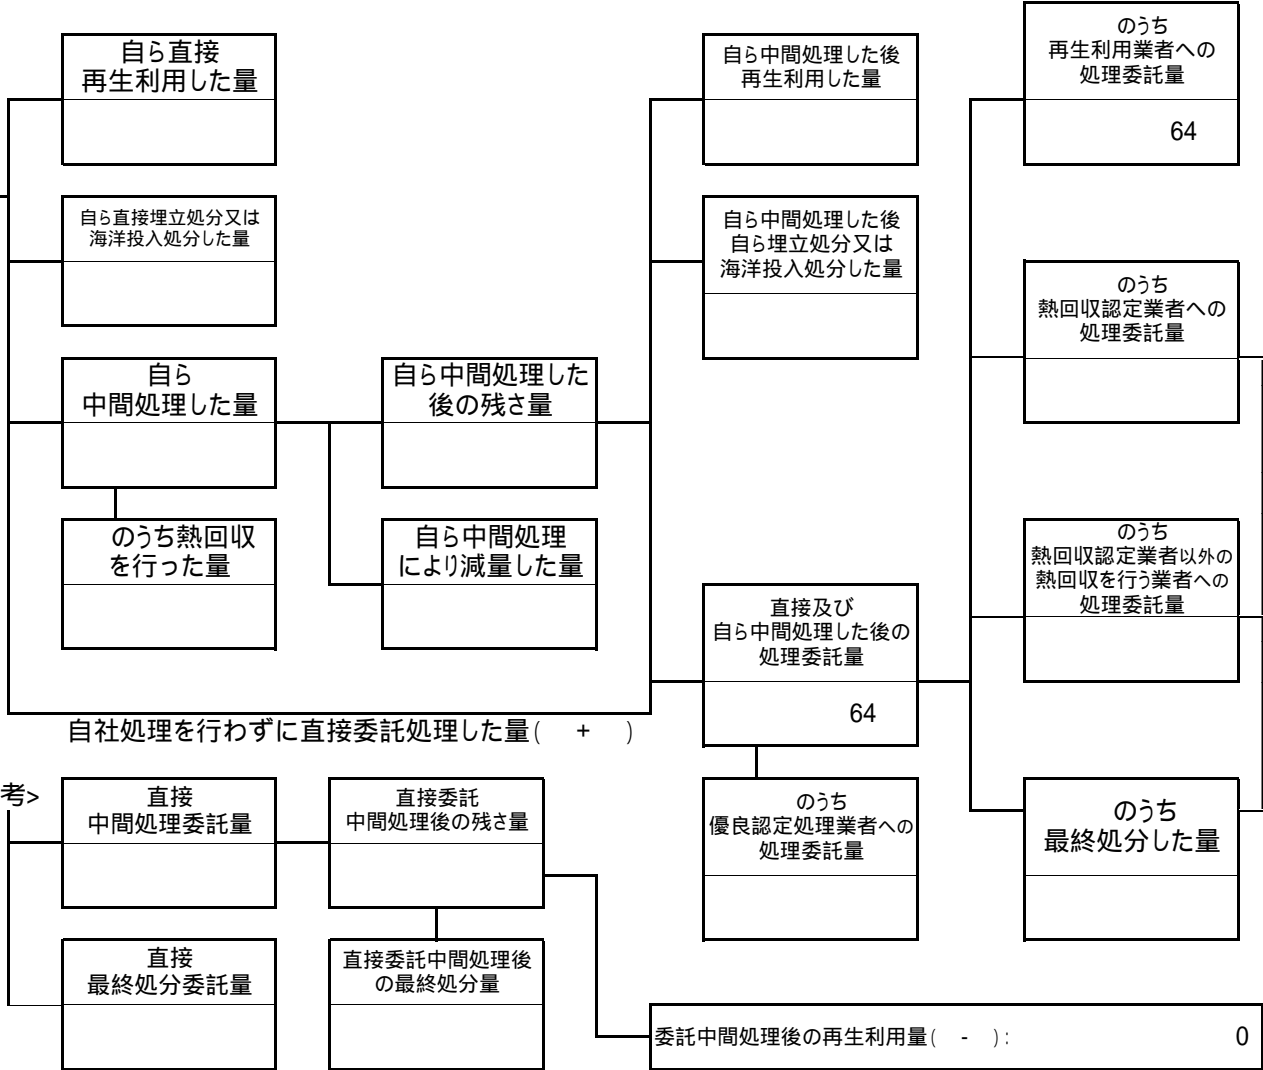 自ら直接
再生利用した量
自ら中間処理した後
再生利用した量
のうち
再生利用業者への
処理委託量
64
自ら直接埋立処分又は
海洋投入処分した量
自ら中間処理した後
自ら埋立処分又は
海洋投入処分した量
のうち
熱回収認定業者への
処理委託量
自ら
中間処理した量
自ら中間処理した
後の残さ量
のうち熱回収
を行った量
自ら中間処理
により減量した量
のうち
熱回収認定業者以外の
熱回収を行う業者への
処理委託量
直接及び
自ら中間処理した後の
処理委託量
64
自社処理を行わずに直接委託処理した量(　+　)
考>
直接
中間処理委託量
直接委託
中間処理後の残さ量
のうち
優良認定処理業者への
処理委託量
のうち
最終処分した量
直接
最終処分委託量
直接委託中間処理後
の最終処分量
委託中間処理後の再生利用量(　-　):　0